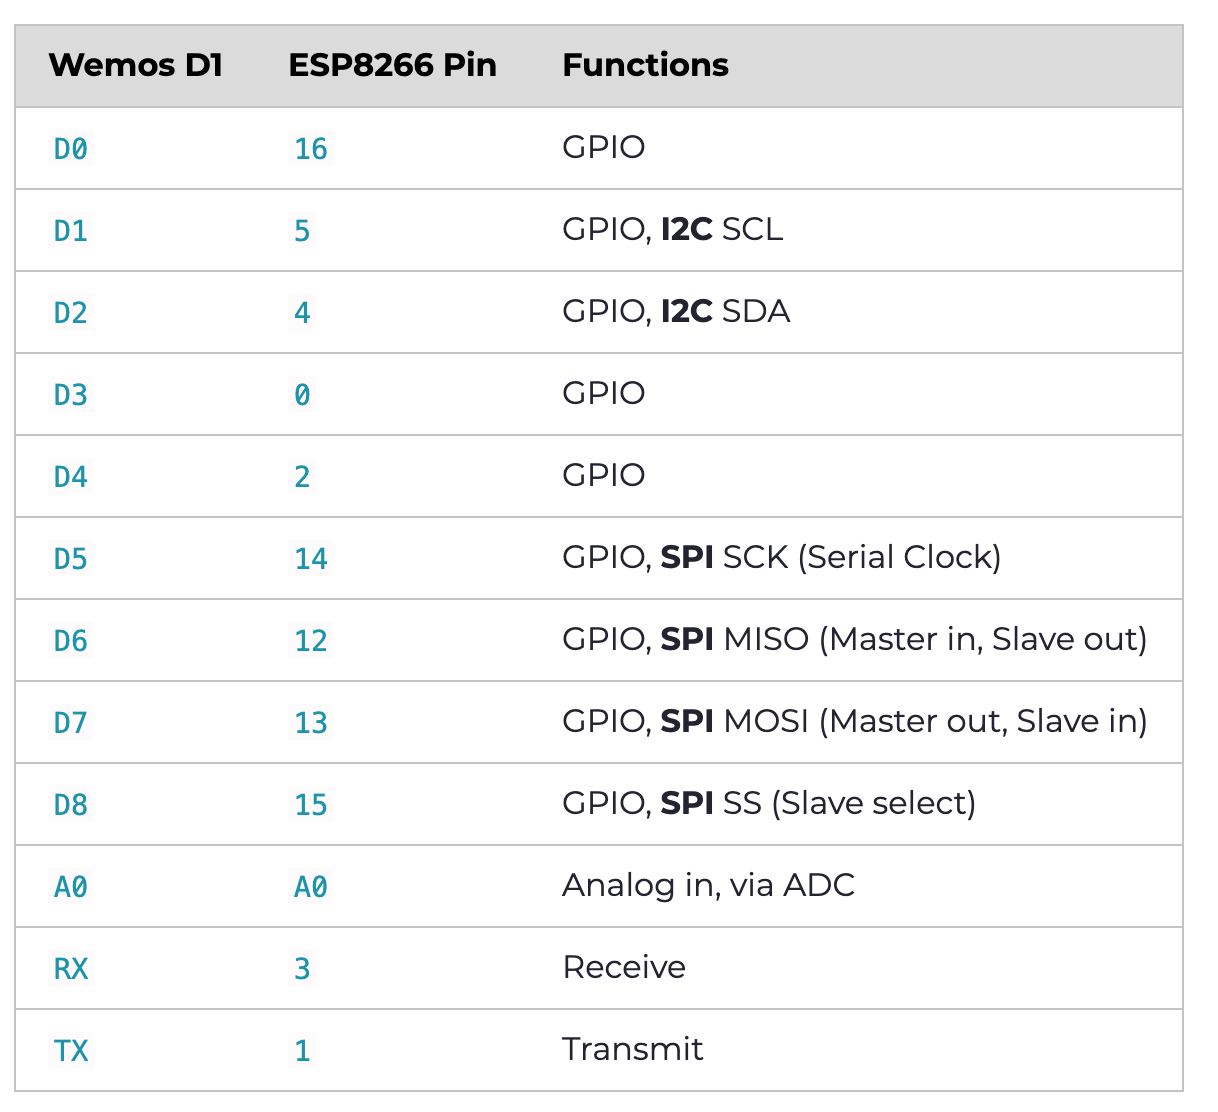 Wemos D1 ESP8266 Pin Functions
D0 16 GPIO
D1 5 GPIO, I2C SCL
D2 4 GPIO, I2C SDA
D3 0 GPIO
D4 2 GPIO
D5 14 GPIO, SPI SCK (Serial Clock)
D6 12 GPIO, SPI MISO (Master in, Slave out)
D7 13 GPIO, SPI MOSI (Master out, Slave in)
D8 15 GPIO, SPI SS (Slave select)
A0 A0 Analog in, via ADC
RX 3 Receive
TX 1 Transmit